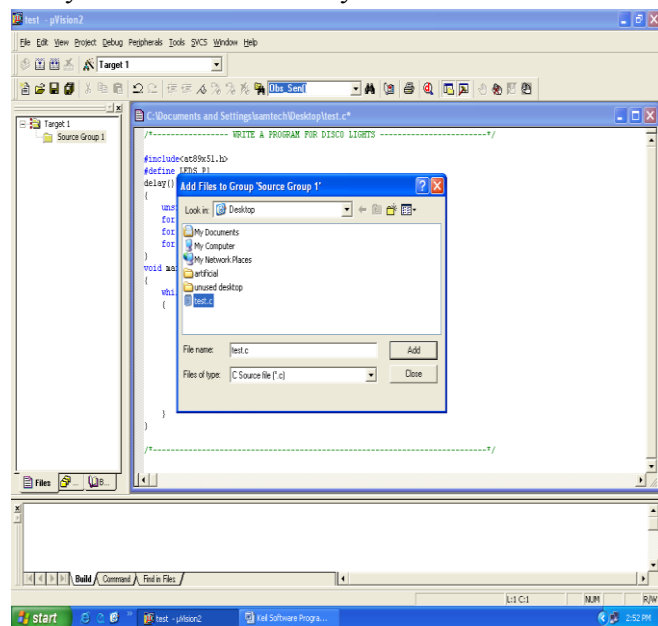 test - µVision2
File Edit View Project Debug Peripherals Tools SVCS Window Help
Target 1
Obs_Sen(
Target 1
Source Group 1
C:\Documents and Settings\samtech\Desktop\test.c*
/*---------------- WRITE A PROGRAM FOR DISCO LIGHTS -----------------*/
#include<at89x51.h>
#define LEDS P1
delay()
{
uns
for
for
for
}
void ma
{
whi
{
}
}
/*-------------------------------------------------------------------*/
Add Files to Group 'Source Group 1'
Look in: Desktop
My Documents
My Computer
My Network Places
artificial
unused desktop
test.c
File name: test.c
Add
Files of type: C Source file (*.c)
Close
Files
B...
Build Command Find in Files
L:1 C:1 NUM R/W
start test - µVision2 Keil Software Progra... 2:52 PM